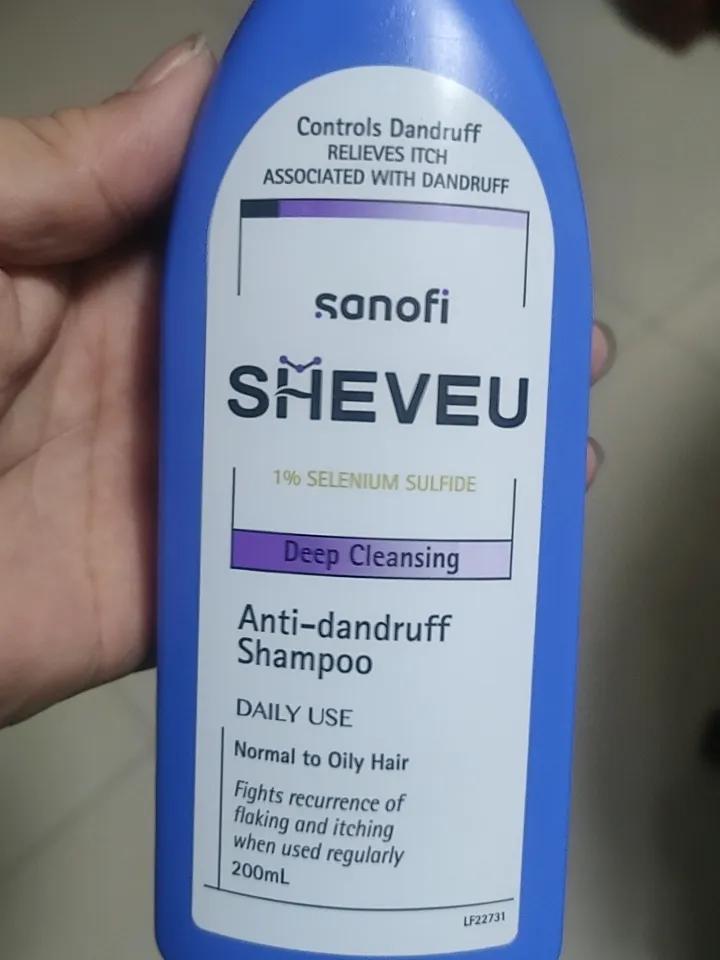 Controls Dandruff
RELIEVES ITCH
ASSOCIATED WITH DANDRUFF
sanofi
SHEVEU
1% SELENIUM SULFIDE
Deep Cleansing
Anti-dandruff
Shampoo
DAILY USE
Normal to Oily Hair
Fights recurrence of
flaking and itching
when used regularly
200mL
LF22731